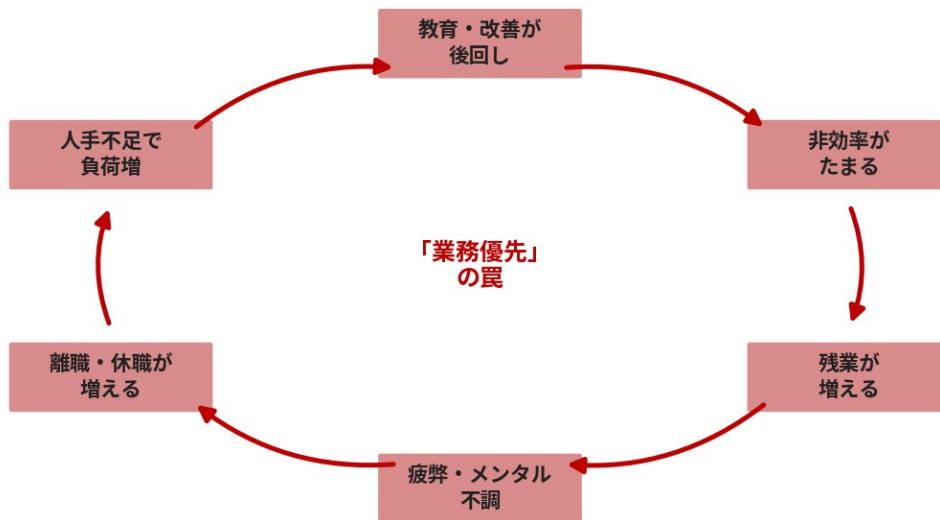 教育・改善が
後回し
非効率が
たまる
残業が
増える
疲弊・メンタル
不調
離職・休職が
増える
人手不足で
負荷増
「業務優先」
の罠